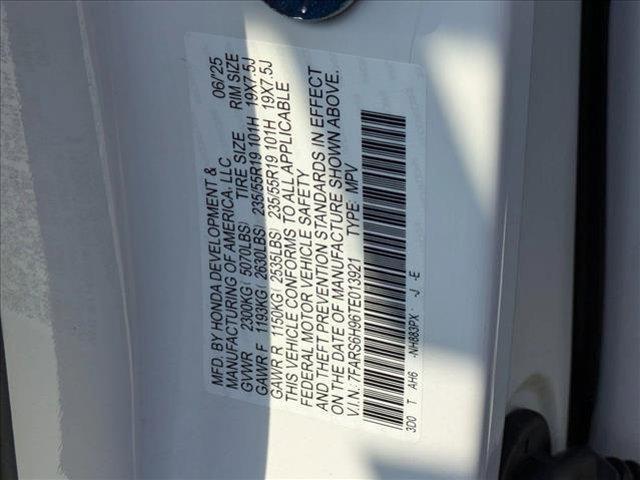 MFD. BY HONDA DEVELOPMENT & 06/'25
MANUFACTURING OF AMERICA, LLC
GVWR 2300KG( 5070LBS) TIRE SIZE RIM SIZE
GAWR F 1193KG( 2630LBS) 235/55R19 101H 19X7.5J
GAWR R 1150KG( 2535LBS) 235/55R19 101H 19X7.5J
THIS VEHICLE CONFORMS TO ALL APPLICABLE
FEDERAL MOTOR VEHICLE SAFETY
AND THEFT PREVENTION STANDARDS IN EFFECT
ON THE DATE OF MANUFACTURE SHOWN ABOVE.
V.I.N. 7FARS6H96TE013921 TYPE: MPV
3D0 T AH6 -NH883PX- -J -E